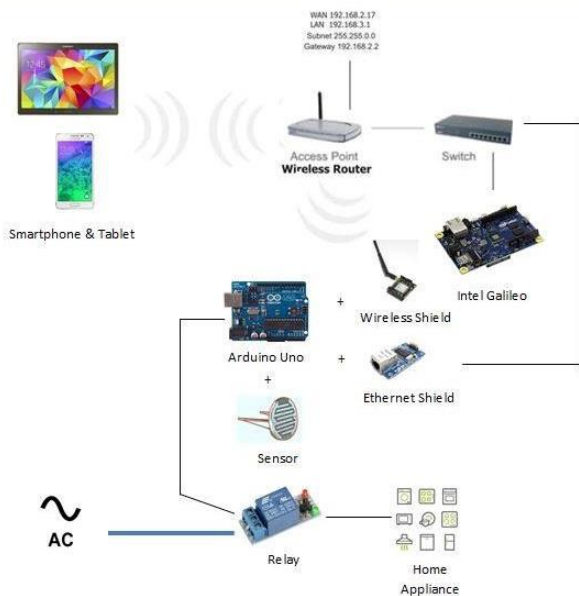 WAN 192.168.2.17
LAN 192.168.3.1
Subnet 255.255.0.0
Gateway 192.168.2.2
Access Point
Wireless Router
Switch
Smartphone & Tablet
Intel Galileo
+
Wireless Shield
Arduino Uno
+
+
Ethernet Shield
Sensor
AC
Relay
Home
Appliance